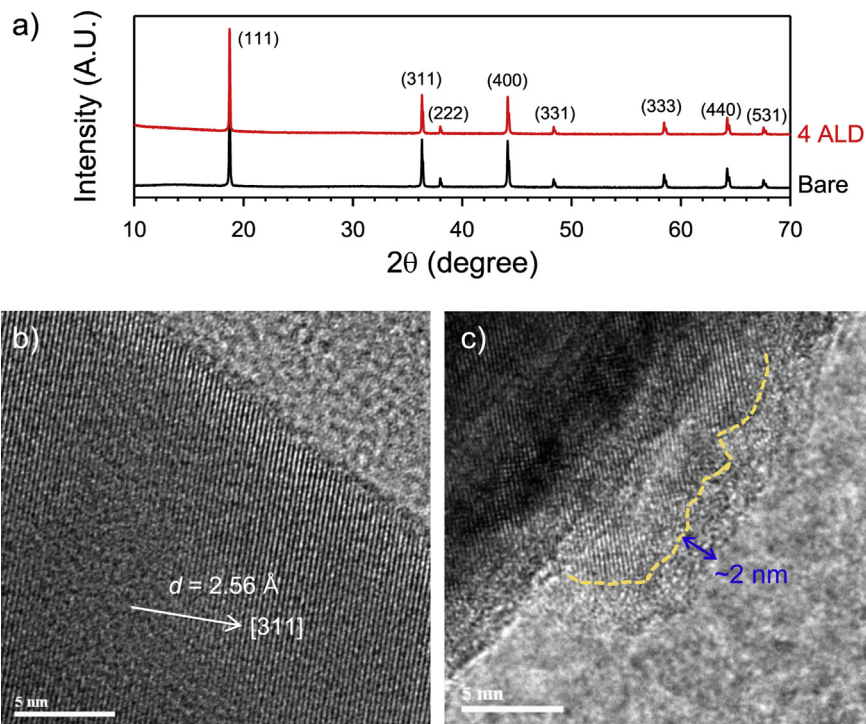 a)
Intensity (A.U.)
(111)
(311)
(222)
(400)
(331)
(333)
(440)
(531)
4 ALD
Bare
10 20 30 40 50 60 70
2θ (degree)
b)
d = 2.56 Å
[311]
5 nm
c)
~2 nm
5 nm